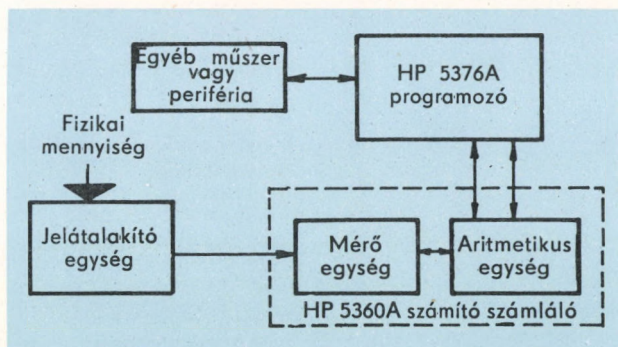 Egyéb műszer
vagy
periféria
HP 5376A
programozó
Fizikai
mennyiség
Jelátalakító
egység
Mérő
egység
Aritmetikus
egység
HP 5360A számító számláló